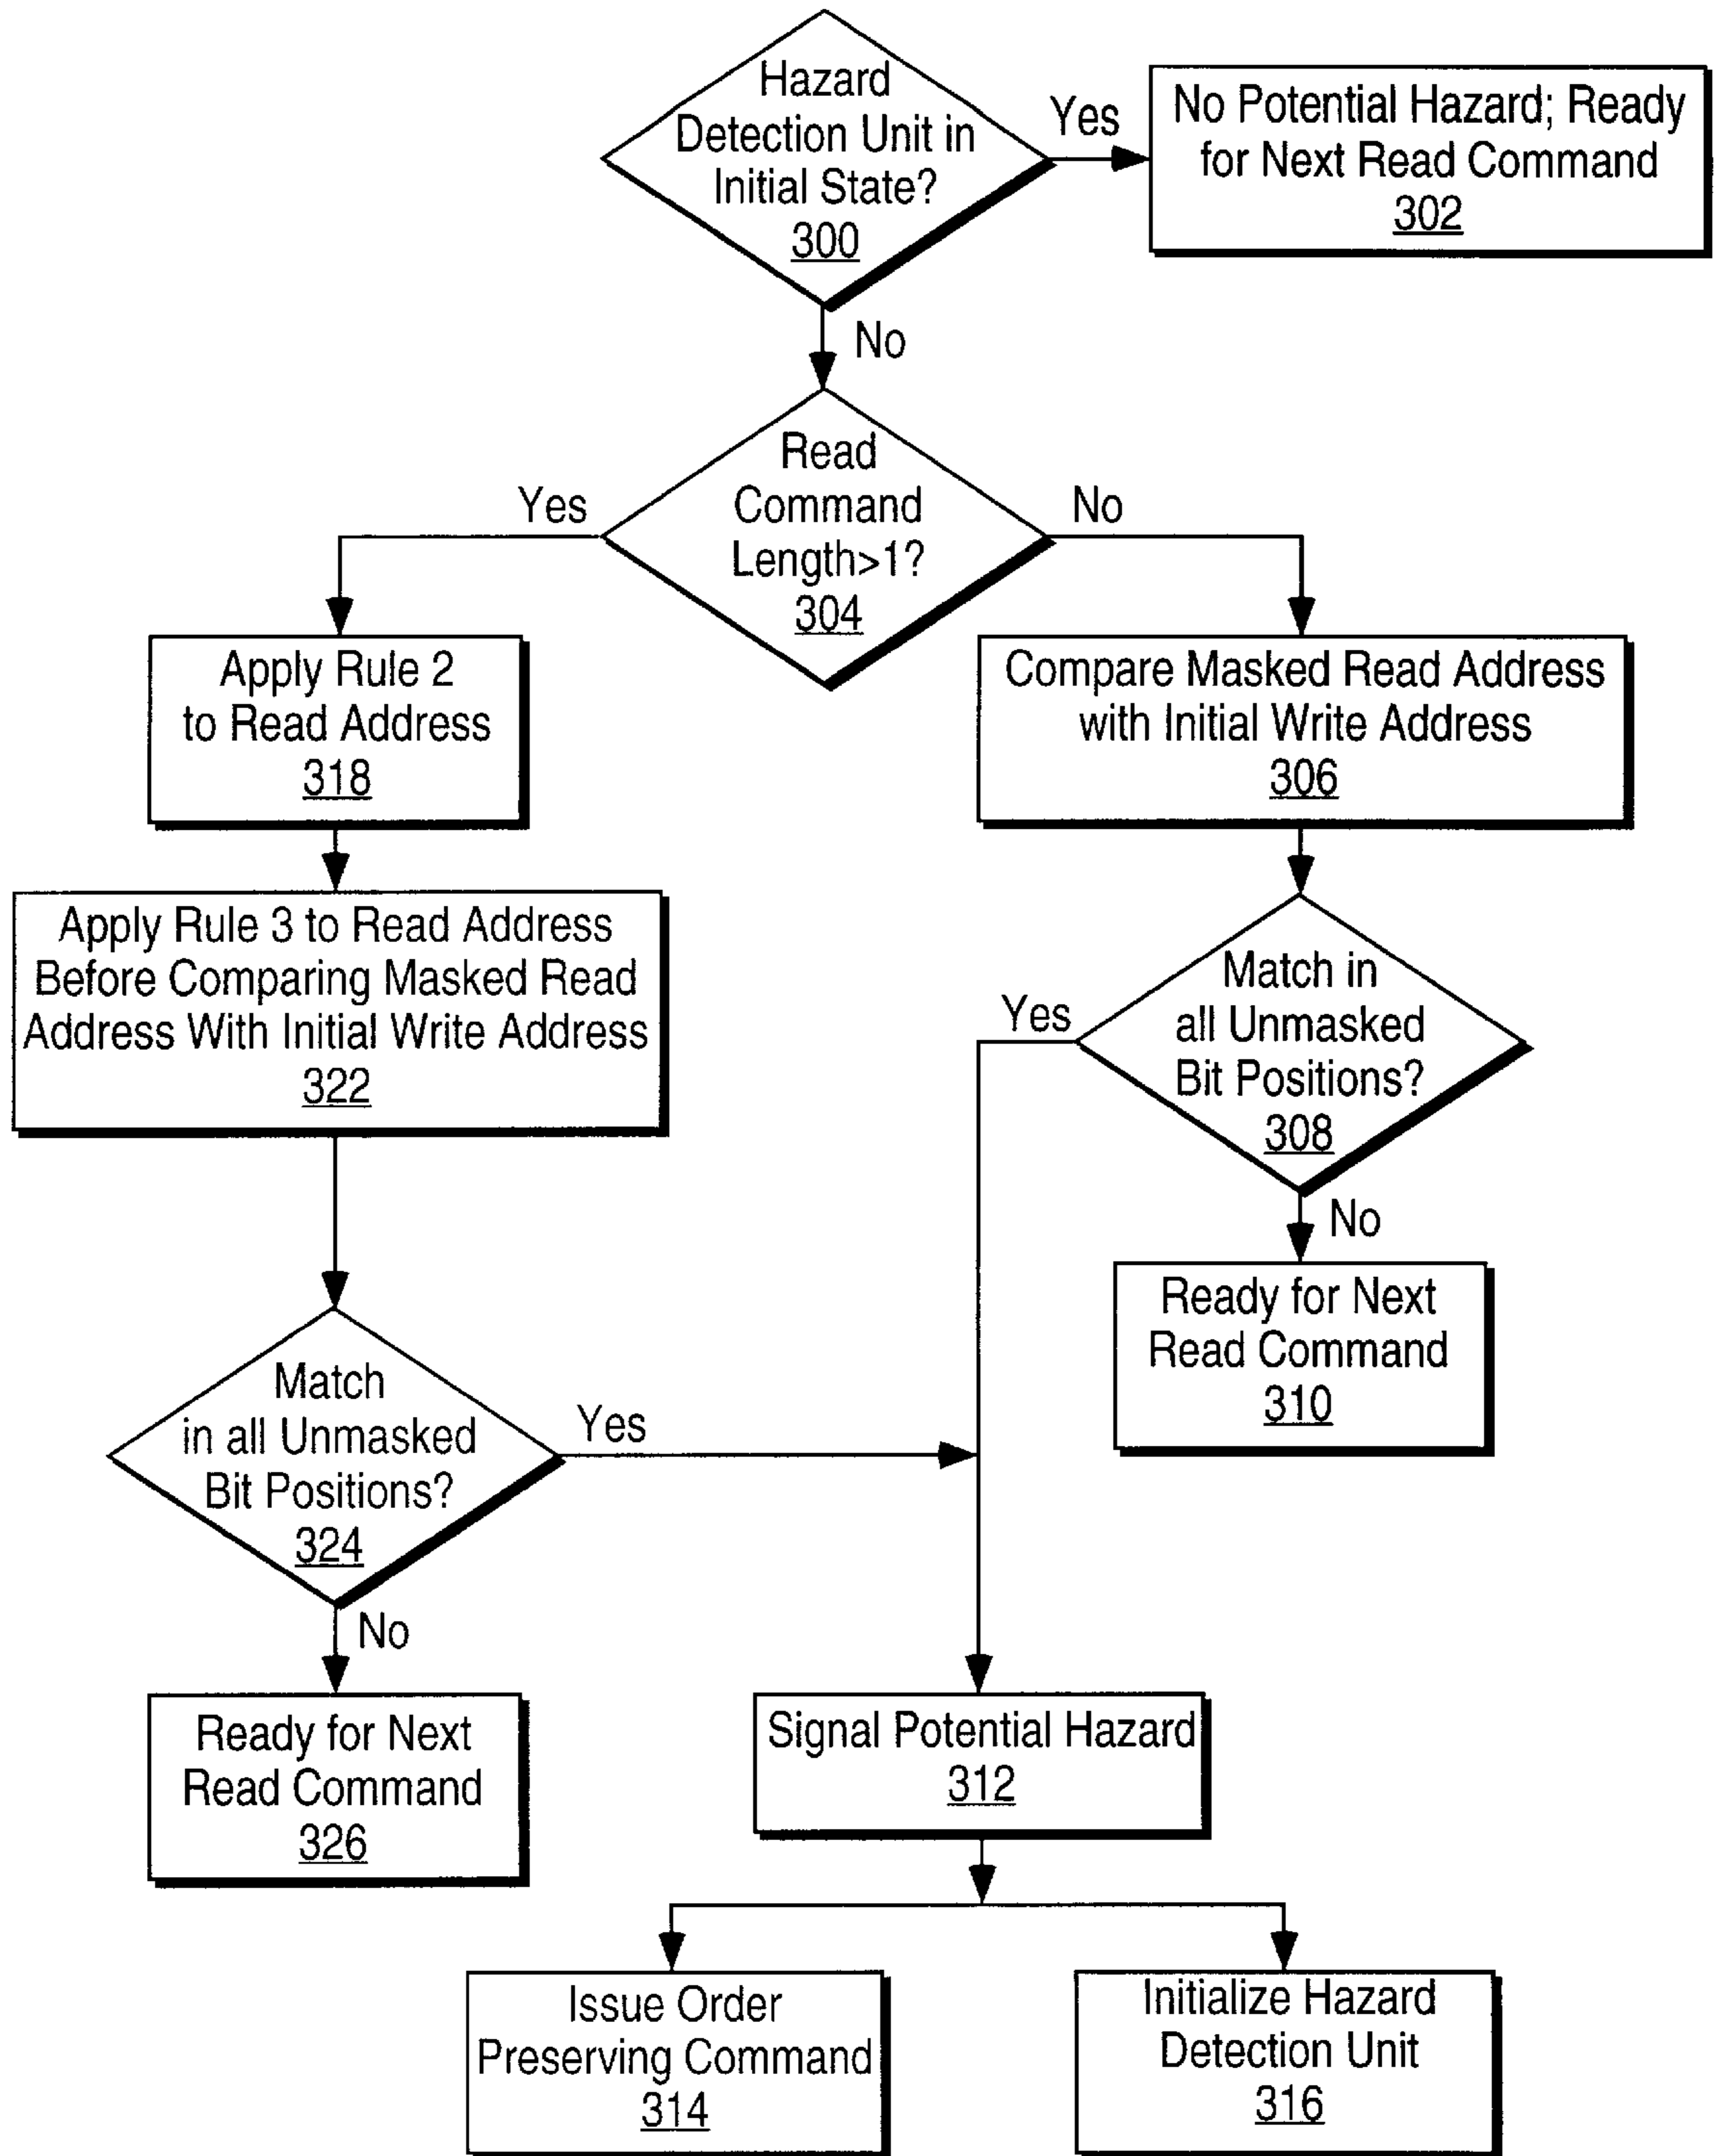 Hazard
Detection Unit in
Initial State?
300
Yes
No Potential Hazard; Ready
for Next Read Command
302
No
Read
Command
Length>1?
304
Yes
No
Apply Rule 2
to Read Address
318
Compare Masked Read Address
with Initial Write Address
306
Apply Rule 3 to Read Address
Before Comparing Masked Read
Address With Initial Write Address
322
Match in
all Unmasked
Bit Positions?
308
Yes
No
Ready for Next
Read Command
310
Match
in all Unmasked
Bit Positions?
324
Yes
No
Ready for Next
Read Command
326
Signal Potential Hazard
312
Issue Order
Preserving Command
314
Initialize Hazard
Detection Unit
316